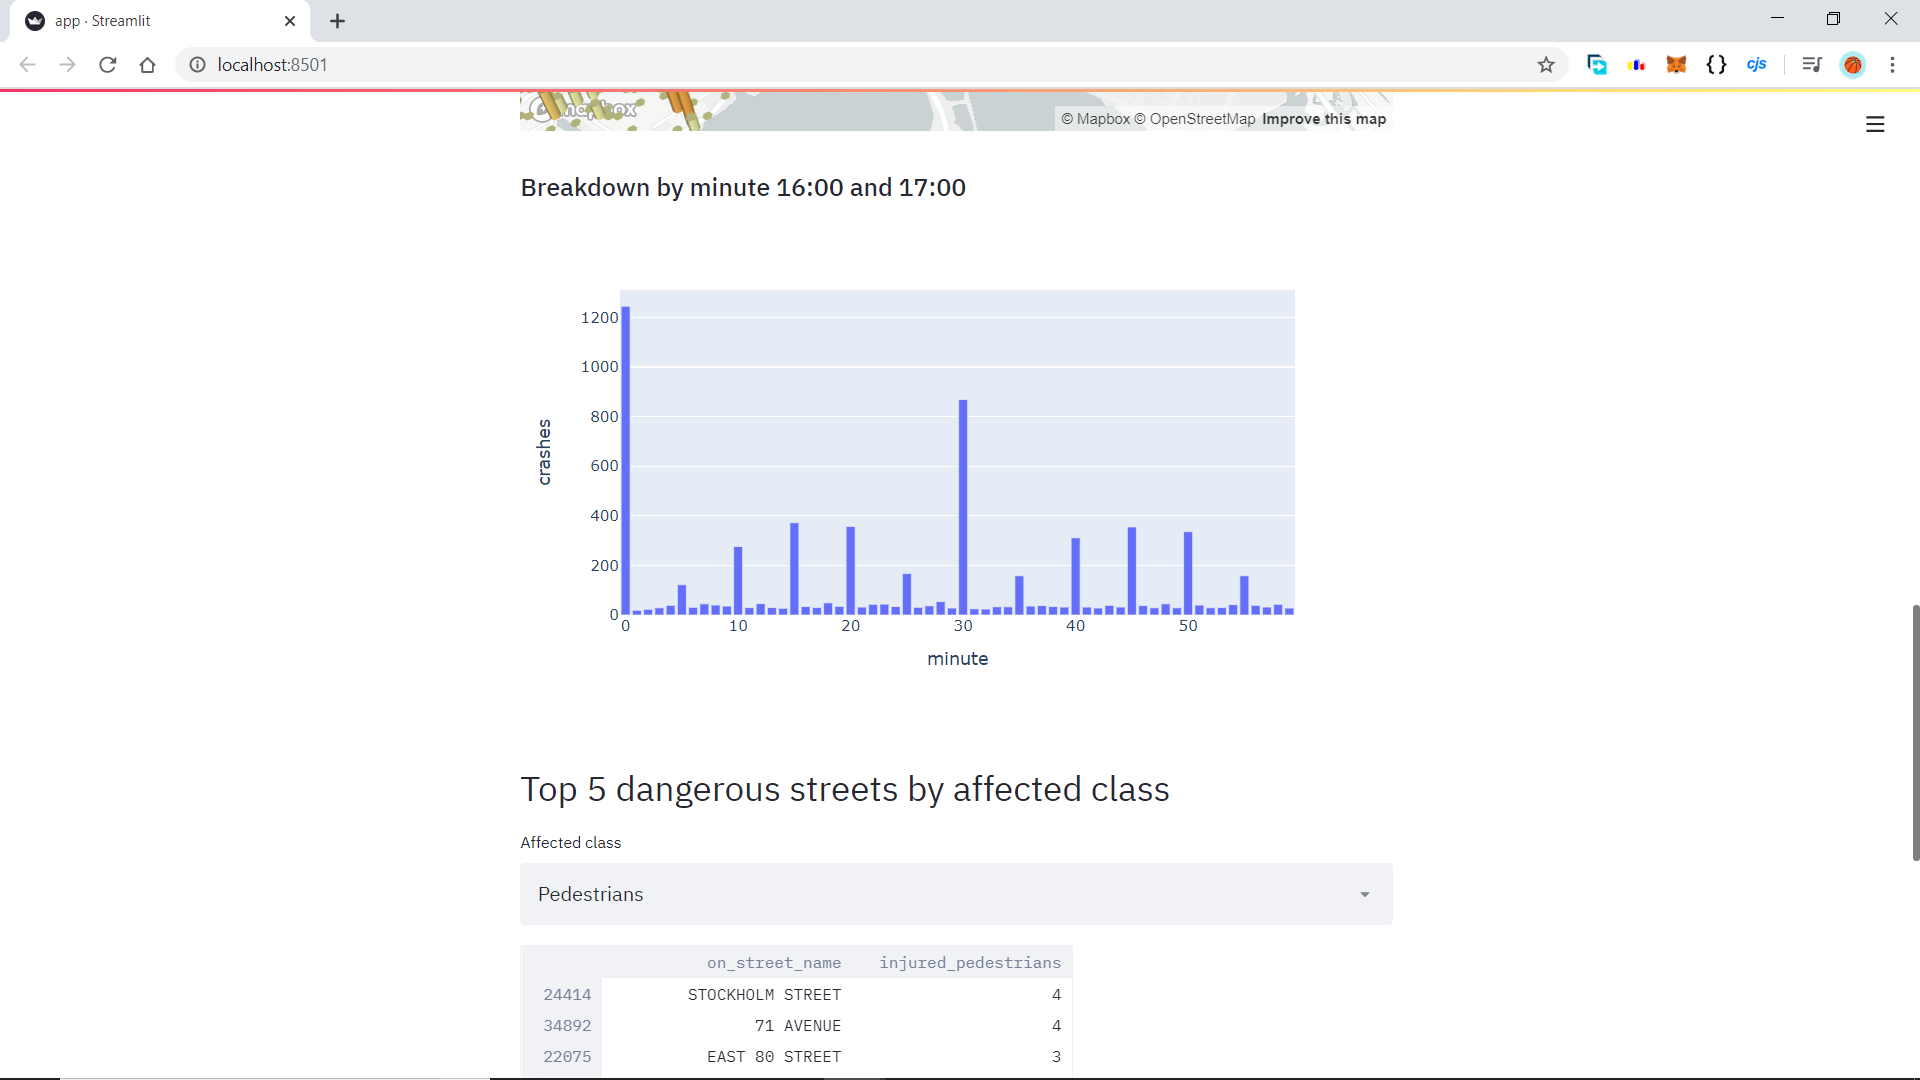 app · Streamlit
localhost:8501
cjs
mapbox
© Mapbox © OpenStreetMap Improve this map
Breakdown by minute 16:00 and 17:00
1200
1000
800
600
400
200
0
crashes
0 10 20 30 40 50
minute
Top 5 dangerous streets by affected class
Affected class
Pedestrians
on_street_name injured_pedestrians
24414 STOCKHOLM STREET 4
34892 71 AVENUE 4
22075 EAST 80 STREET 3